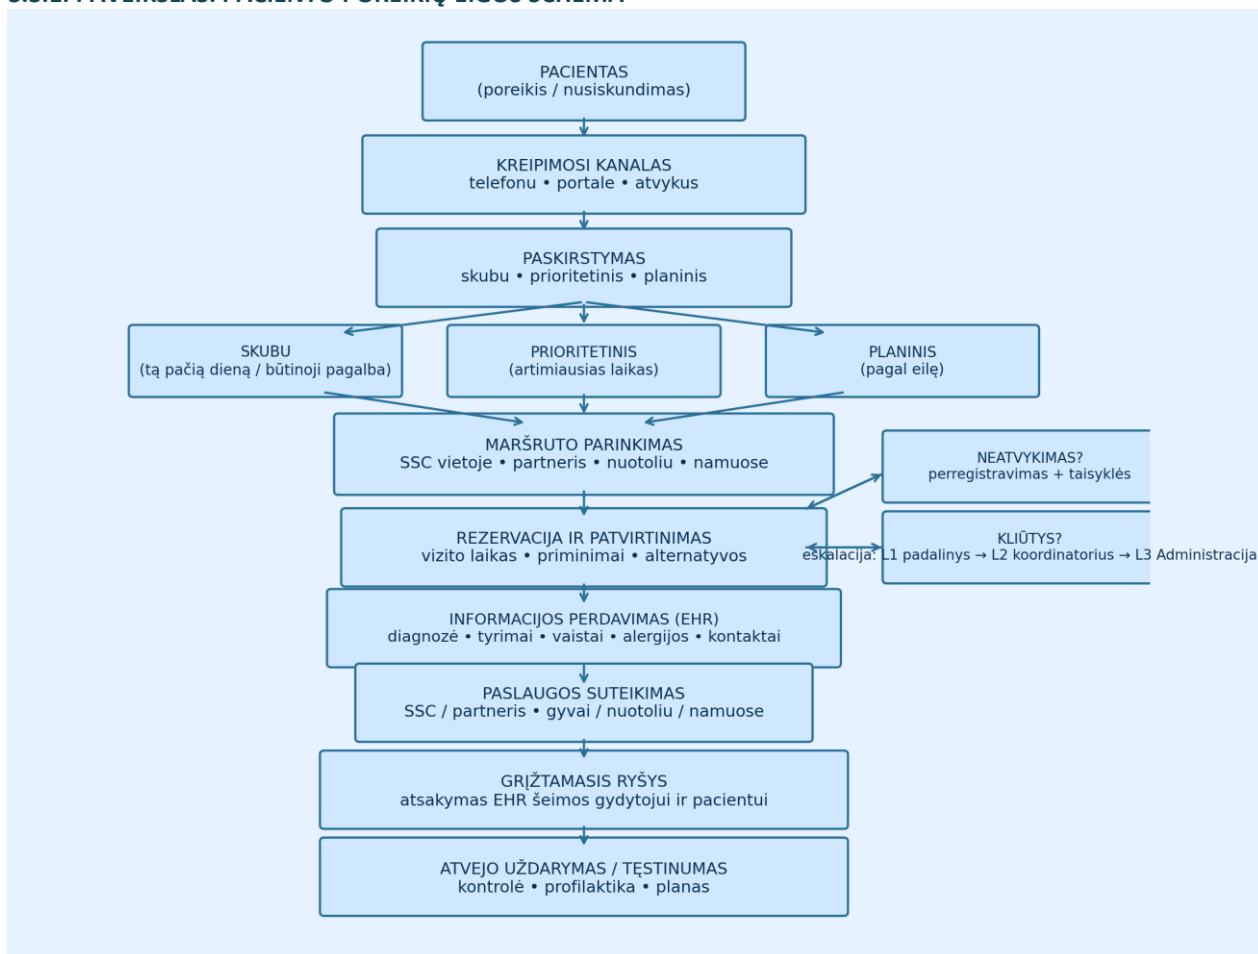 PACIENTAS
(poreikis / nusiskundimas)
KREIPIMOSI KANALAS
telefonu • portale • atvykus
PASKIRSTYMAS
skubu • prioritetinis • planinis
SKUBU
(tą pačią dieną / būtinoji pagalba)
PRIORITETINIS
(artimiausias laikas)
PLANINIS
(pagal eilę)
MARŠRUTO PARINKIMAS
SSC vietoje • partneris • nuotoliu • namuose
NEATVYKIMAS?
perregistravimas + taisyklės
REZERVACIJA IR PATVIRTINIMAS
vizito laikas • priminimai • alternatyvos
KLIŪTYS?
eskalacija: L1 padalinys → L2 koordinatorius → L3 Administracija
INFORMACIJOS PERDAVIMAS (EHR)
diagnozė • tyrimai • vaistai • alergijos • kontaktai
PASLAUGOS SUTEIKIMAS
SSC / partneris • gyvai / nuotoliu / namuose
GRĮŽTAMASIS RYŠYS
atsakymas EHR šeimos gydytojui ir pacientui
ATVEJO UŽDARYMAS / TĘSTINUMAS
kontrolė • profilaktika • planas